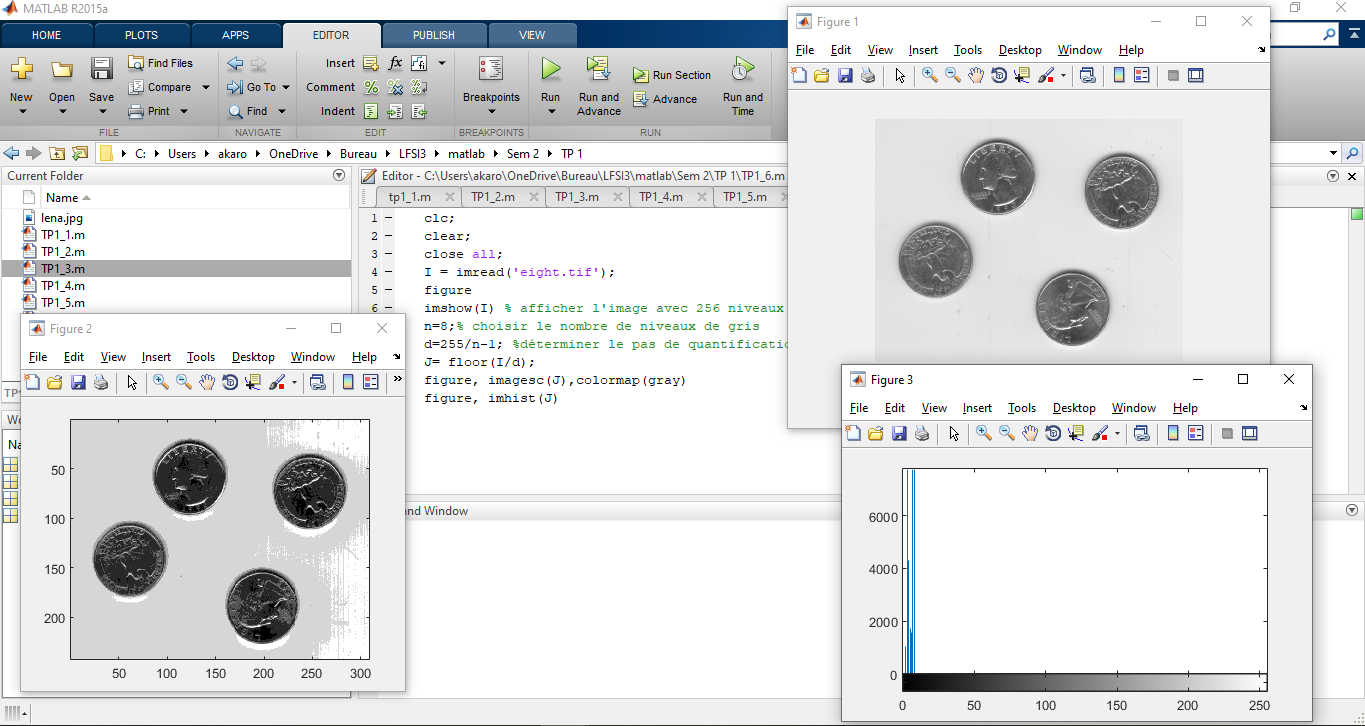 MATLAB R2015a
HOME PLOTS APPS EDITOR PUBLISH VIEW
New Open Save Find Files Compare Print
FILE
Go To Find
NAVIGATE
Insert fx
Comment
Indent
EDIT
Breakpoints
BREAKPOINTS
Run Run and Advance Run Section Advance Run and Time
RUN
C: Users akaro OneDrive Bureau LFSI3 matlab Sem 2 TP 1
Current Folder
Name
lena.jpg
TP1_1.m
TP1_2.m
TP1_3.m
TP1_4.m
TP1_5.m
Editor - C:\Users\akaro\OneDrive\Bureau\LFSI3\matlab\Sem 2\TP 1\TP1_6.m
tp1_1.m TP1_2.m TP1_3.m TP1_4.m TP1_5.m
1 clc;
2 clear;
3 close all;
4 I = imread('eight.tif');
5 figure
6 imshow(I) % afficher l'image avec 256 niveaux
n=8;% choisir le nombre de niveaux de gris
d=255/n-1; %déterminer le pas de quantificatio
J= floor(I/d);
figure, imagesc(J),colormap(gray)
figure, imhist(J)
Figure 1
File Edit View Insert Tools Desktop Window Help
LIBERTY
Figure 2
File Edit View Insert Tools Desktop Window Help
LIBERTY
50
100
150
200
50 100 150 200 250 300
Figure 3
File Edit View Insert Tools Desktop Window Help
6000
4000
2000
0
0 50 100 150 200 250
TP1
Wo
Na
nd Window